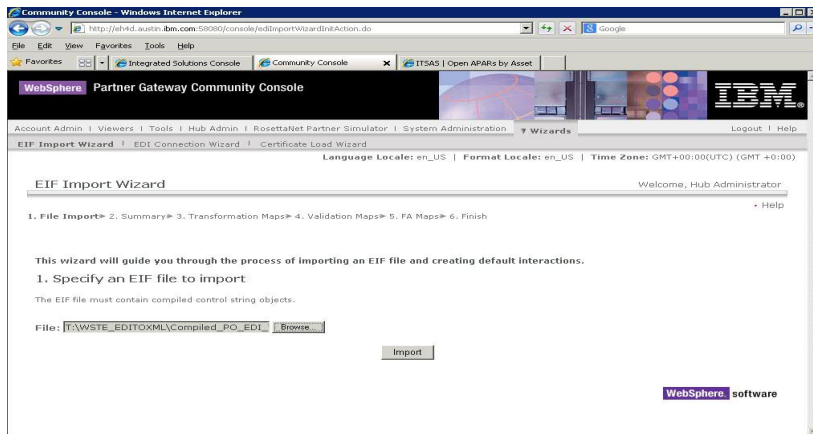 Community Console - Windows Internet Explorer
http://eh4d.austin.ibm.com:58080/console/ediImportWizardInitAction.do
Google
File Edit View Favorites Tools Help
Favorites Integrated Solutions Console Community Console ITSAS | Open APARs by Asset
WebSphere. Partner Gateway Community Console
IBM
Account Admin | Viewers | Tools | Hub Admin | RosettaNet Partner Simulator | System Administration Wizards Logout | Help
EIF Import Wizard | EDI Connection Wizard | Certificate Load Wizard
Language Locale: en_US | Format Locale: en_US | Time Zone: GMT+00:00(UTC) (GMT +0:00)
EIF Import Wizard Welcome, Hub Administrator
Help
1. File Import 2. Summary 3. Transformation Maps 4. Validation Maps 5. FA Maps 6. Finish
This wizard will guide you through the process of importing an EIF file and creating default interactions.
1. Specify an EIF file to import
The EIF file must contain compiled control string objects.
File: T:\WSTE_EDITOXML\Compiled_PO_EDI_ Browse...
Import
WebSphere. software